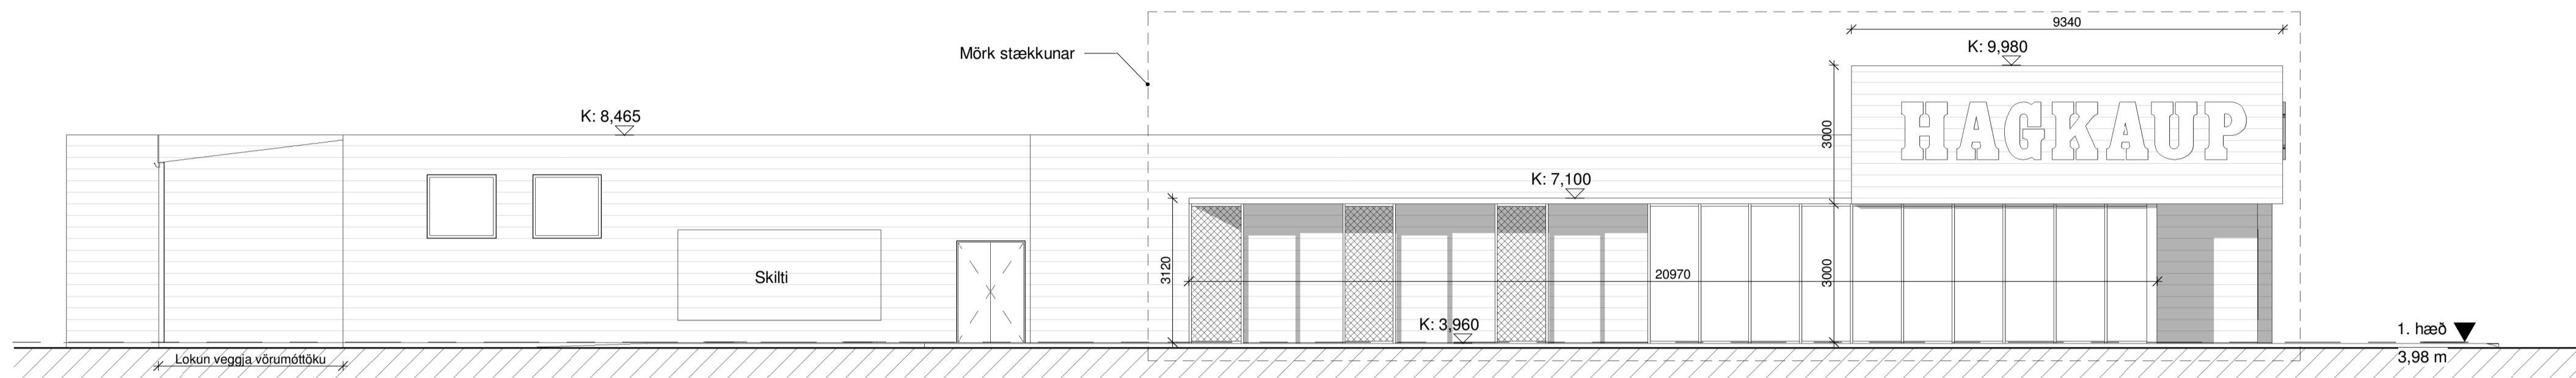 9340
K: 9,980
Mörk stækkunar
K: 8,465
HAGKAUP
3000
K: 7,100
3120
20970
3000
Skilti
K: 3,960
1. hæð
3,98 m
Lokun veggja vörumóttöku